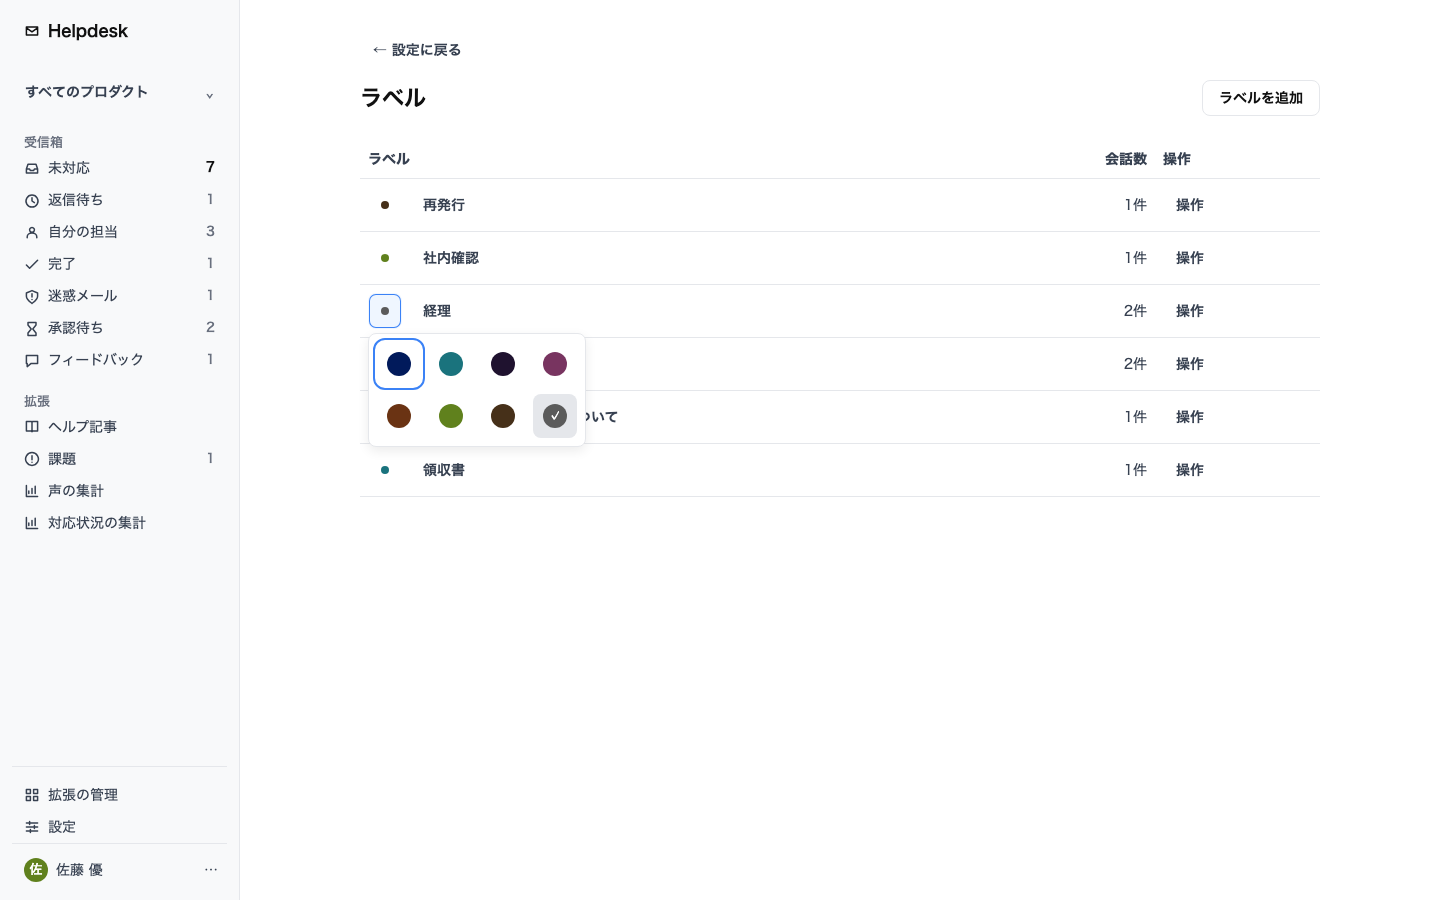 Helpdesk
すべてのプロダクト
受信箱
未対応 7
返信待ち 1
自分の担当 3
完了 1
迷惑メール 1
承認待ち 2
フィードバック 1
拡張
ヘルプ記事
課題 1
声の集計
対応状況の集計
拡張の管理
設定
佐 佐藤 優 …
← 設定に戻る
ラベル
ラベルを追加
ラベル 会話数 操作
再発行 1件 操作
社内確認 1件 操作
経理 2件 操作
2件 操作
ついて 1件 操作
領収書 1件 操作